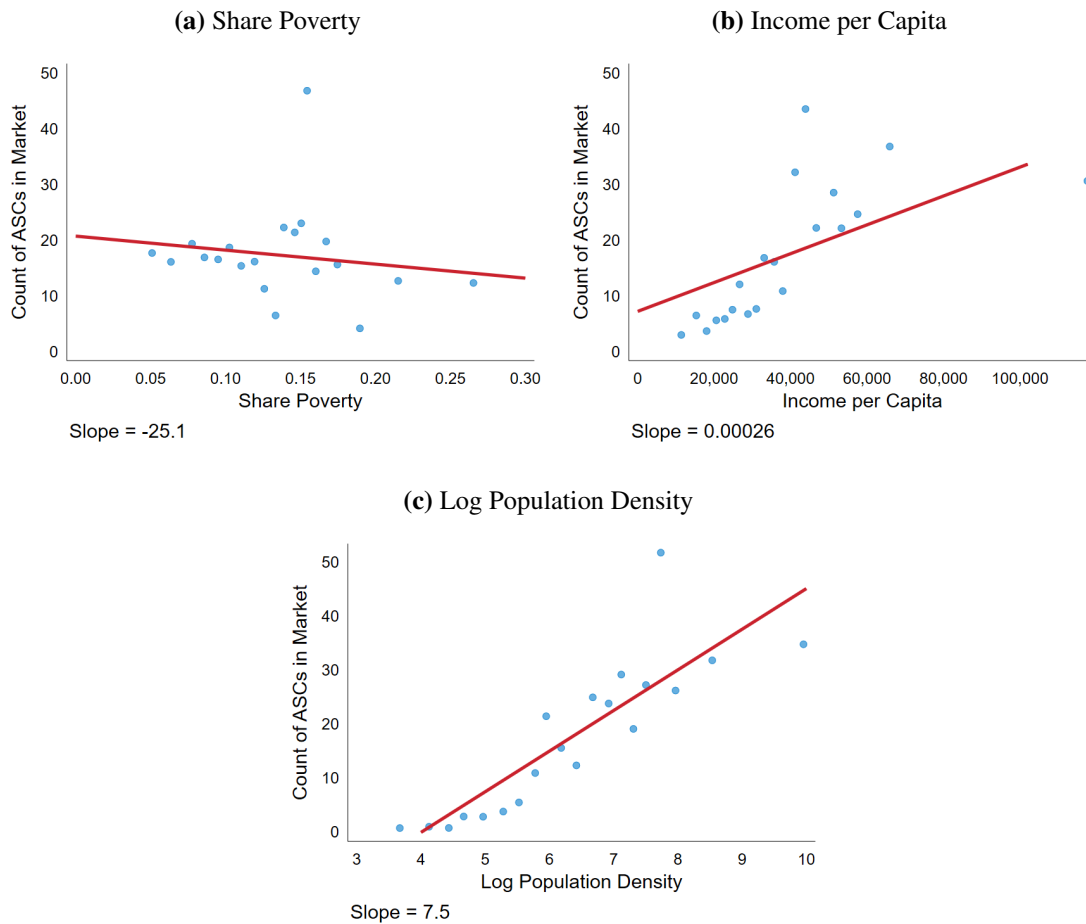 (a) Share Poverty
Count of ASCs in Market
50
40
30
20
10
0
0.00 0.05 0.10 0.15 0.20 0.25 0.30
Share Poverty
Slope = -25.1
(b) Income per Capita
Count of ASCs in Market
50
40
30
20
10
0
0 20,000 40,000 60,000 80,000 100,000
Income per Capita
Slope = 0.00026
(c) Log Population Density
Count of ASCs in Market
50
40
30
20
10
0
3 4 5 6 7 8 9 10
Log Population Density
Slope = 7.5